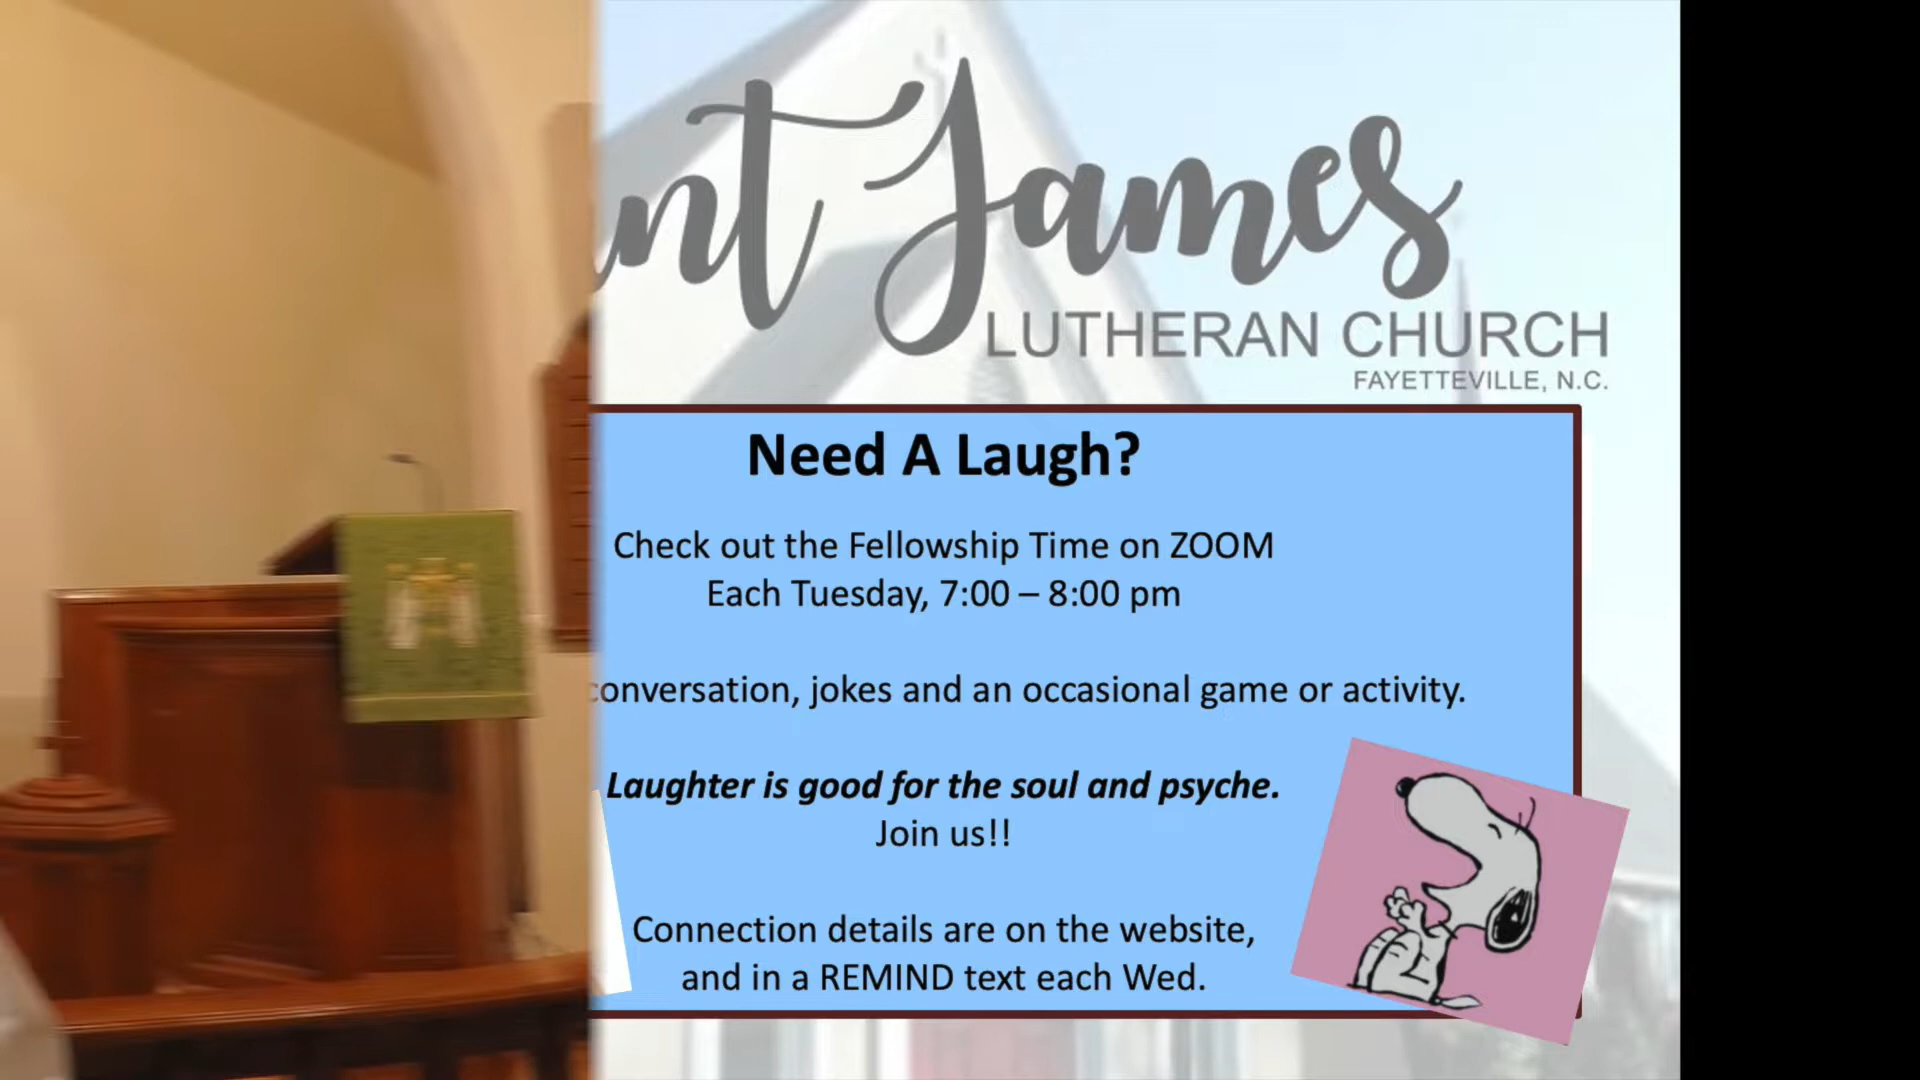 nt James
LUTHERAN CHURCH
FAYETTEVILLE, N.C.
Need A Laugh?
Check out the Fellowship Time on ZOOM
Each Tuesday, 7:00 – 8:00 pm
conversation, jokes and an occasional game or activity.
Laughter is good for the soul and psyche.
Join us!!
Connection details are on the website,
and in a REMIND text each Wed.